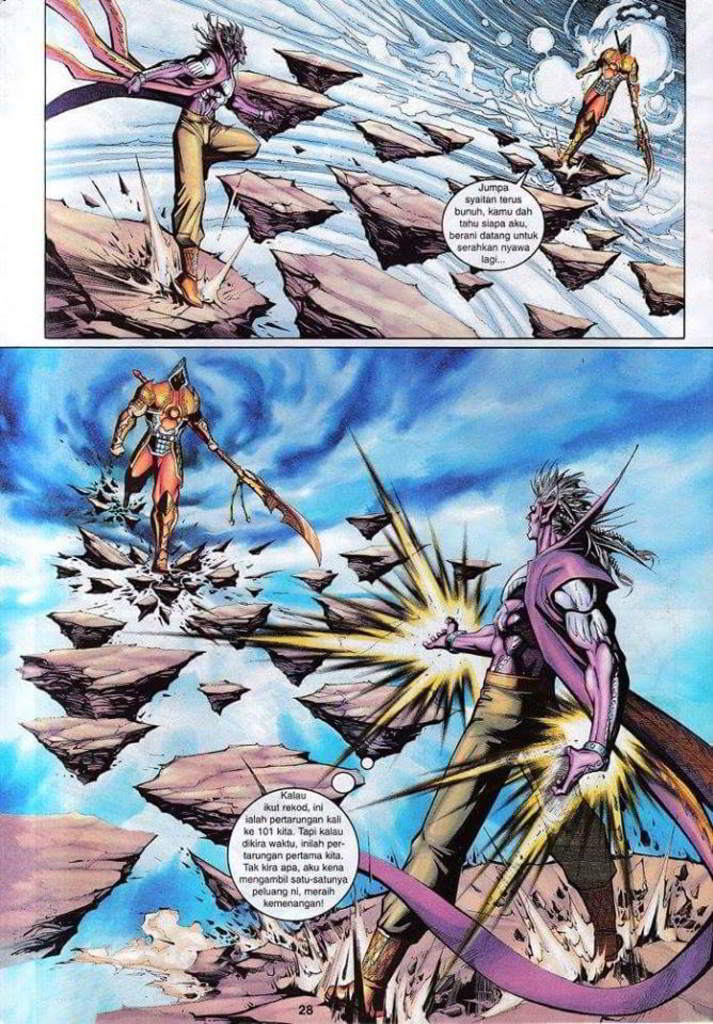 Jumpa
syaitan terus
bunuh, kamu dah
tahu siapa aku,
berani datang untuk
serahkan nyawa
lagi...
Kalau
ikut rekod, ini
ialah pertarungan kali
ke 101 kita. Tapi kalau
dikira waktu, inilah per-
tarungan pertama kita.
Tak kira apa, aku kena
mengambil satu-satunya
peluang ni, meraih
kemenangan!
28